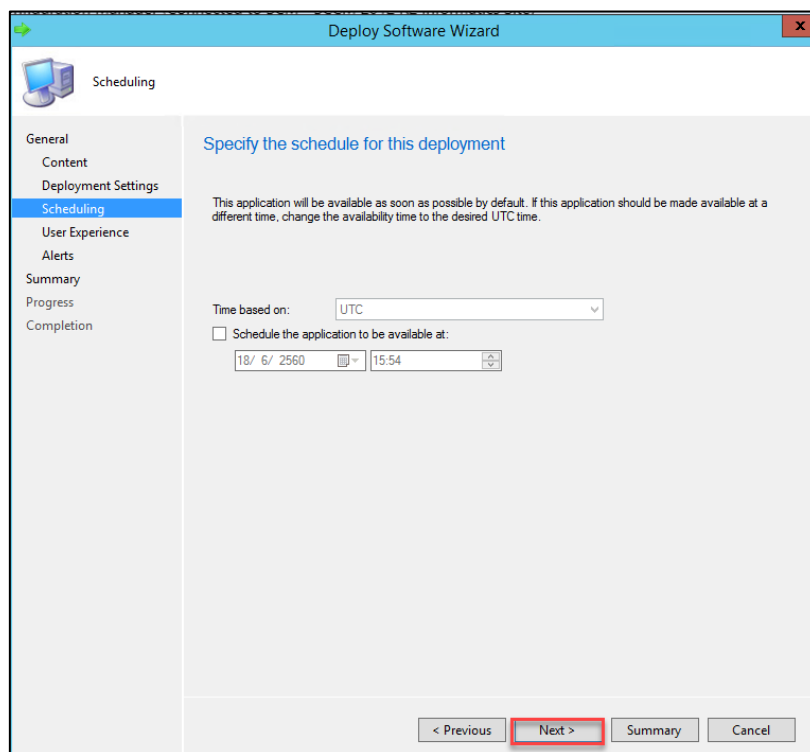 Deploy Software Wizard
x
Scheduling
General
Content
Deployment Settings
Scheduling
User Experience
Alerts
Summary
Progress
Completion
Specify the schedule for this deployment
This application will be available as soon as possible by default. If this application should be made available at a
different time, change the availability time to the desired UTC time.
Time based on: UTC
Schedule the application to be available at:
18/ 6/ 2560 15:54
< Previous Next > Summary Cancel